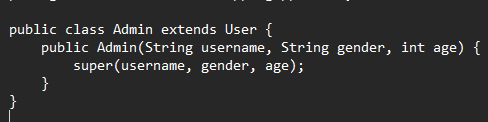 public class Admin extends User {
    public Admin(String username, String gender, int age) {
        super(username, gender, age);
    }
}